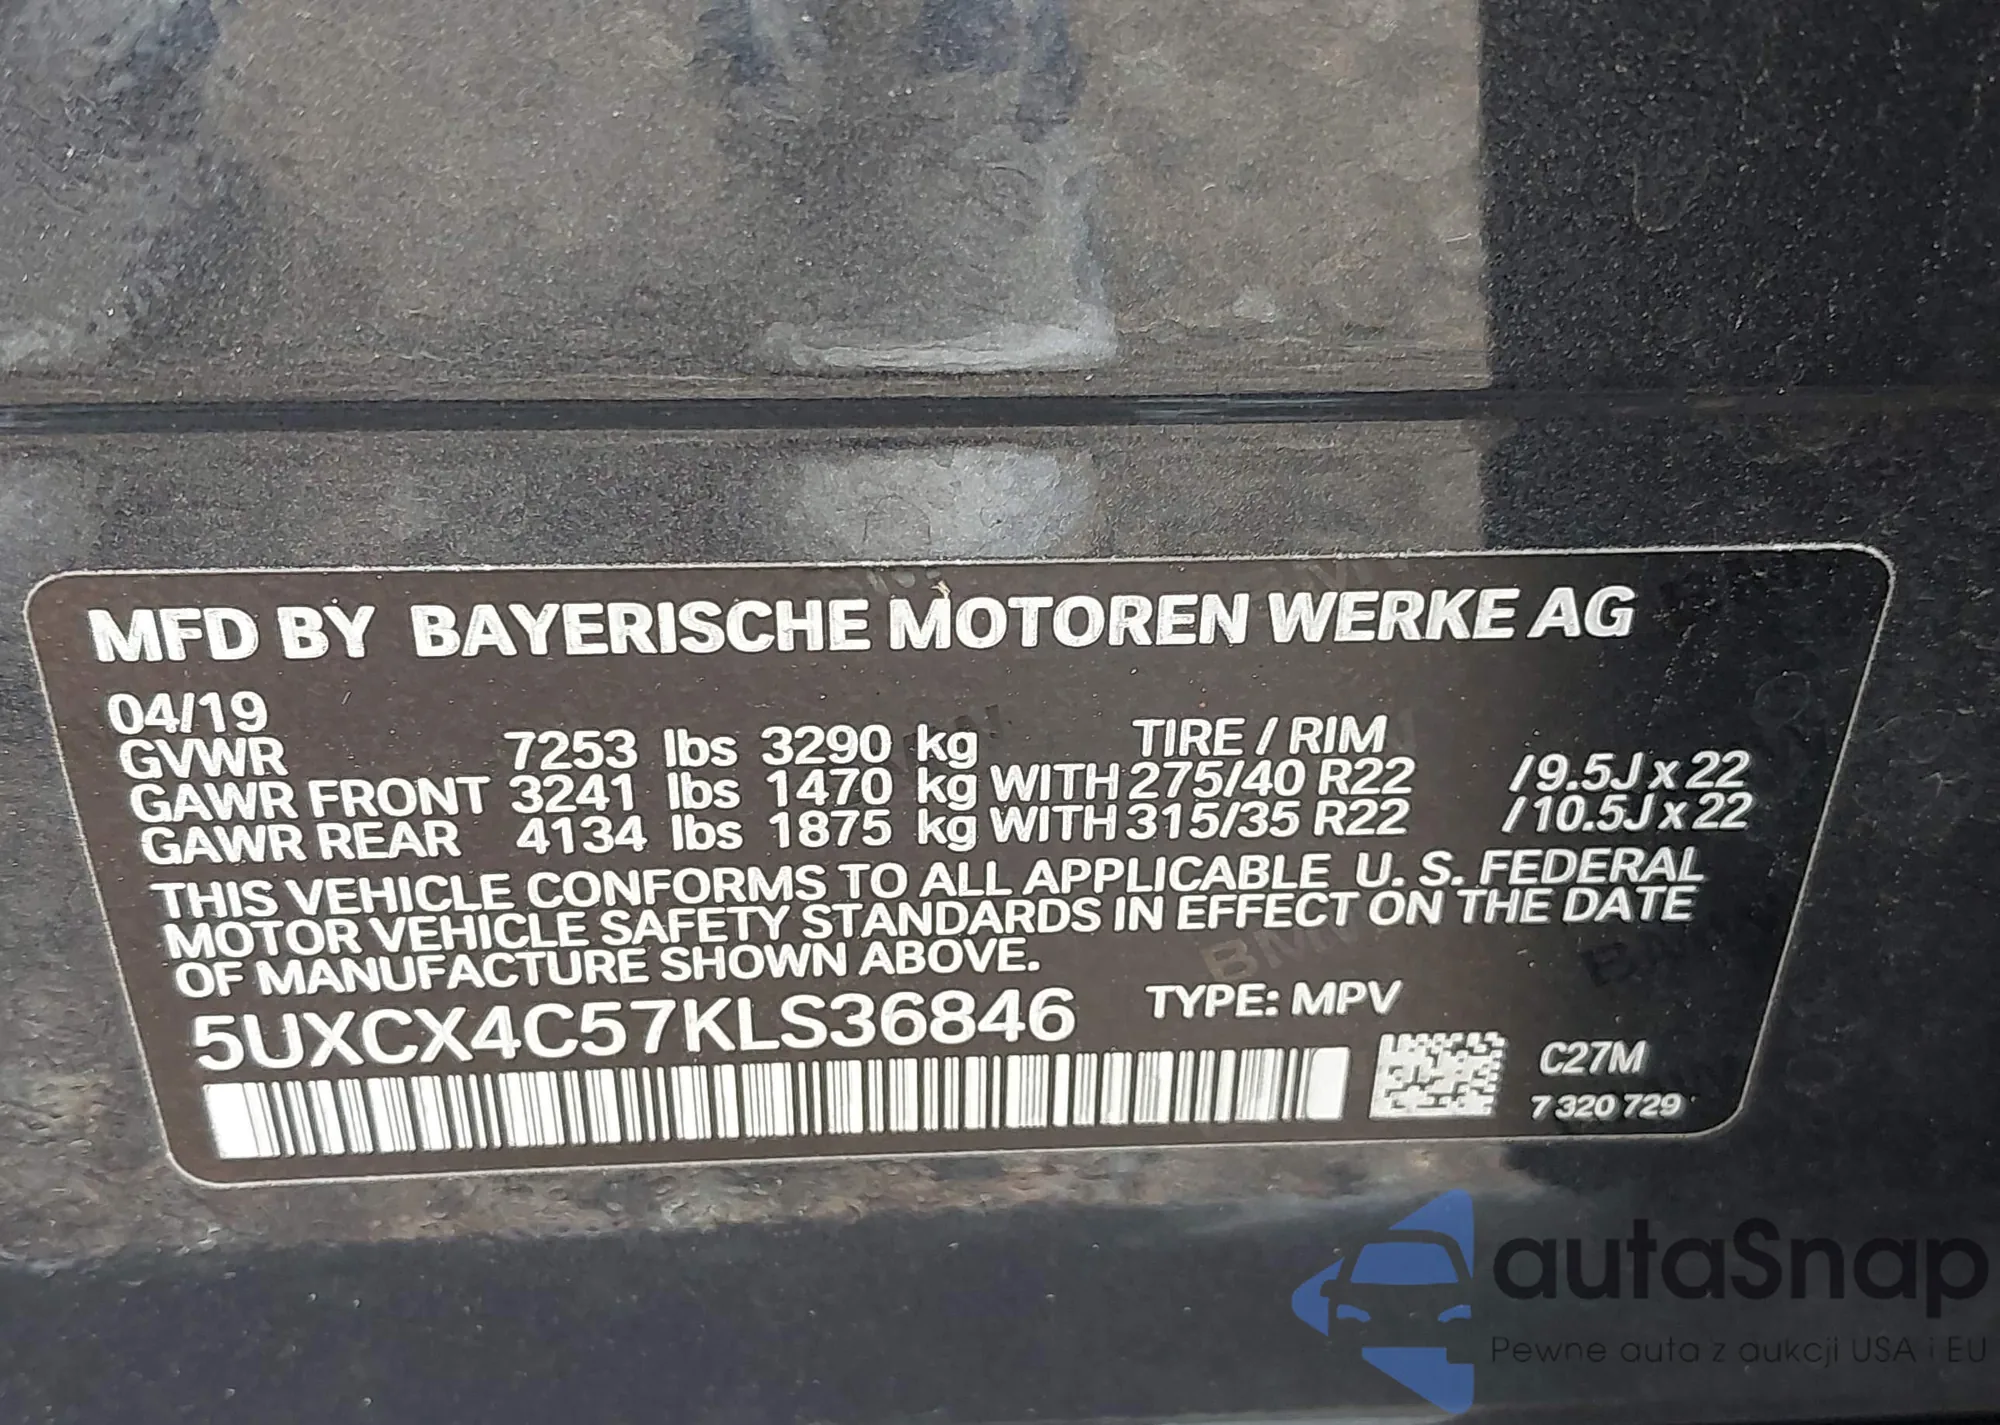 MFD BY BAYERISCHE MOTOREN WERKE AG
04/19
TIRE / RIM
GVWR 7253 lbs 3290 kg
GAWR FRONT 3241 lbs 1470 kg WITH 275/40 R22 /9.5J x 22
GAWR REAR 4134 lbs 1875 kg WITH 315/35 R22 /10.5J x 22
THIS VEHICLE CONFORMS TO ALL APPLICABLE U. S. FEDERAL
MOTOR VEHICLE SAFETY STANDARDS IN EFFECT ON THE DATE
OF MANUFACTURE SHOWN ABOVE.
5UXCX4C57KLS36846 TYPE: MPV
C27M
7 320 729
BMW
autaSnap
Pewne auta z aukcji USA i EU